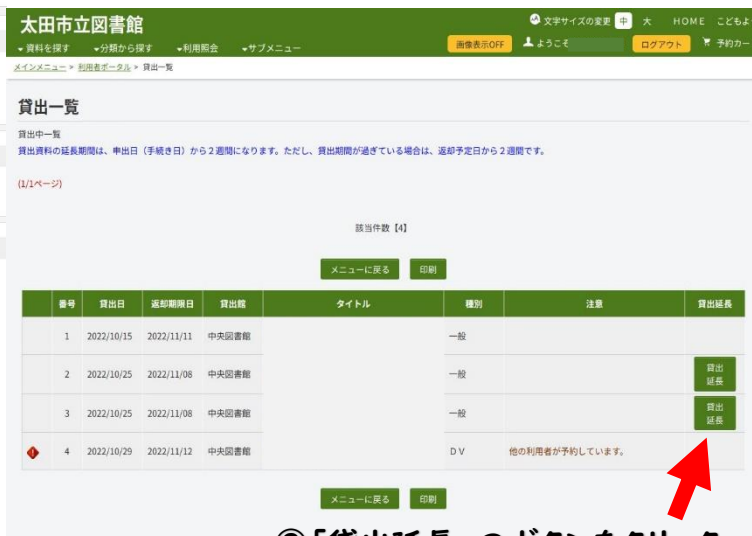 太田市立図書館
文字サイズの変更 中 大 HOME こどもよ
資料を探す 分類から探す 利用照会 サブメニュー
画像表示OFF ようこそ ログアウト 予約カー
メインメニュー > 利用者ポータル > 貸出一覧
貸出一覧
貸出中一覧
貸出資料の延長期間は、申出日（手続き日）から２週間になります。ただし、貸出期間が過ぎている場合は、返却予定日から２週間です。
(1/1ページ)
該当件数【4】
メニューに戻る 印刷
番号 貸出日 返却期限日 貸出館 タイトル 種別 注意 貸出延長
1 2022/10/15 2022/11/11 中央図書館 一般
2 2022/10/25 2022/11/08 中央図書館 一般 貸出延長
3 2022/10/25 2022/11/08 中央図書館 一般 貸出延長
4 2022/10/29 2022/11/12 中央図書館 ＤＶ 他の利用者が予約しています。
メニューに戻る 印刷